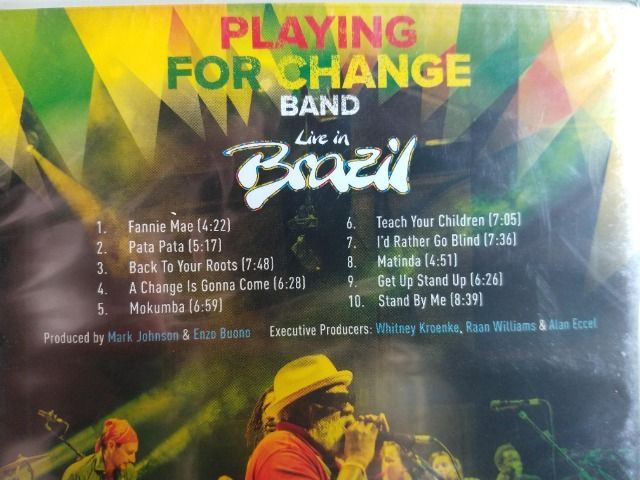 PLAYING
FOR CHANGE
BAND
Live in
Brazil
1. Fannie Mae (4:22)
2. Pata Pata (5:17)
3. Back To Your Roots (7:48)
4. A Change Is Gonna Come (6:28)
5. Mokumba (6:59)
6. Teach Your Children (7:05)
7. I'd Rather Go Blind (7:36)
8. Matinda (4:51)
9. Get Up Stand Up (6:26)
10. Stand By Me (8:39)
Produced by Mark Johnson & Enzo Buono Executive Producers: Whitney Kroenke, Raan Williams & Alan Eccel